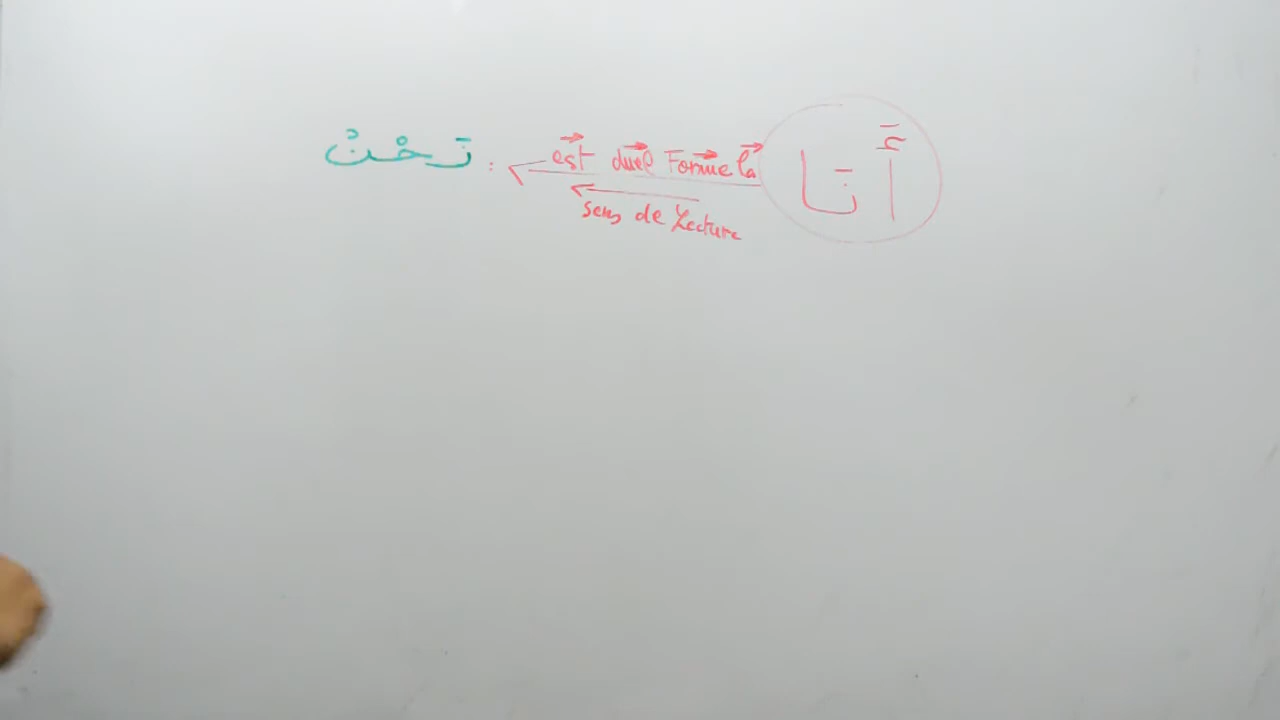 أَنَا la Forme duel est : نَحْنُ
sens de Lecture